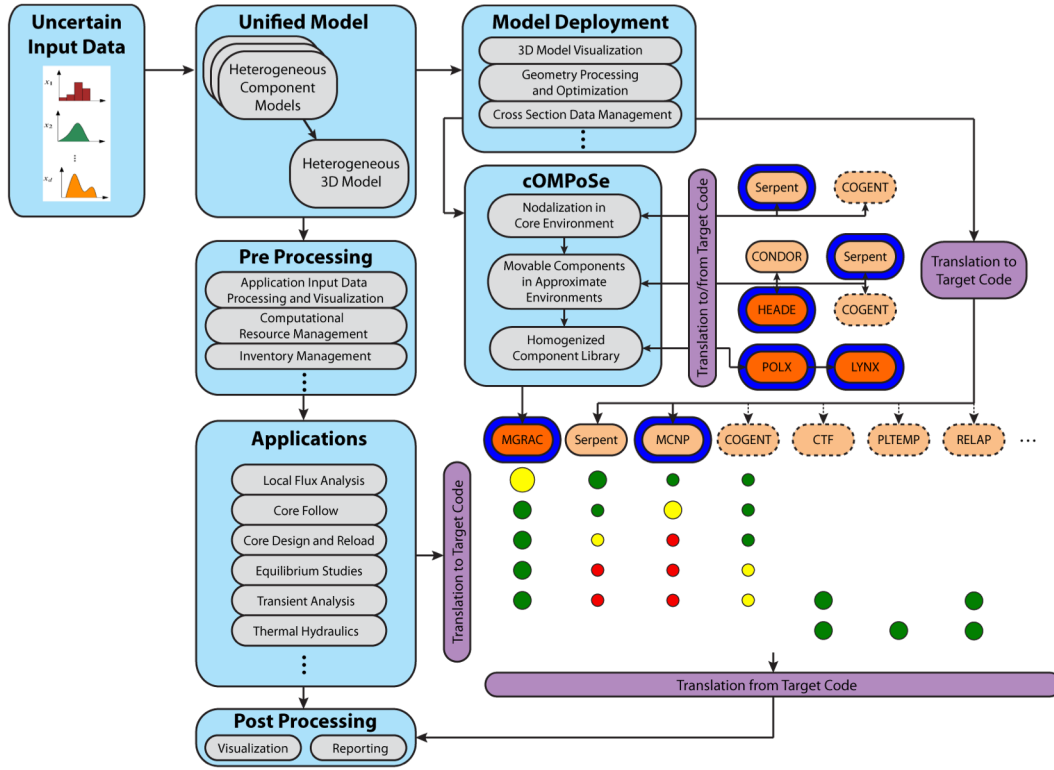 Uncertain
Input Data
x₁
x₂
⋮
x_d
Unified Model
Heterogeneous
Component
Models
Heterogeneous
3D Model
Model Deployment
3D Model Visualization
Geometry Processing
and Optimization
Cross Section Data Management
Pre Processing
Application Input Data
Processing and Visualization
Computational
Resource Management
Inventory Management
cOMPoSe
Nodalization in
Core Environment
Movable Components
in Approximate
Environments
Homogenized
Component Library
Translation to/from Target Code
Serpent
COGENT
CONDOR
Serpent
HEADE
COGENT
POLX
LYNX
Translation to
Target Code
MGRAC
Serpent
MCNP
COGENT
CTF
PLTEMP
RELAP
...
Applications
Local Flux Analysis
Core Follow
Core Design and Reload
Equilibrium Studies
Transient Analysis
Thermal Hydraulics
Translation to Target Code
Translation from Target Code
Post Processing
Visualization
Reporting